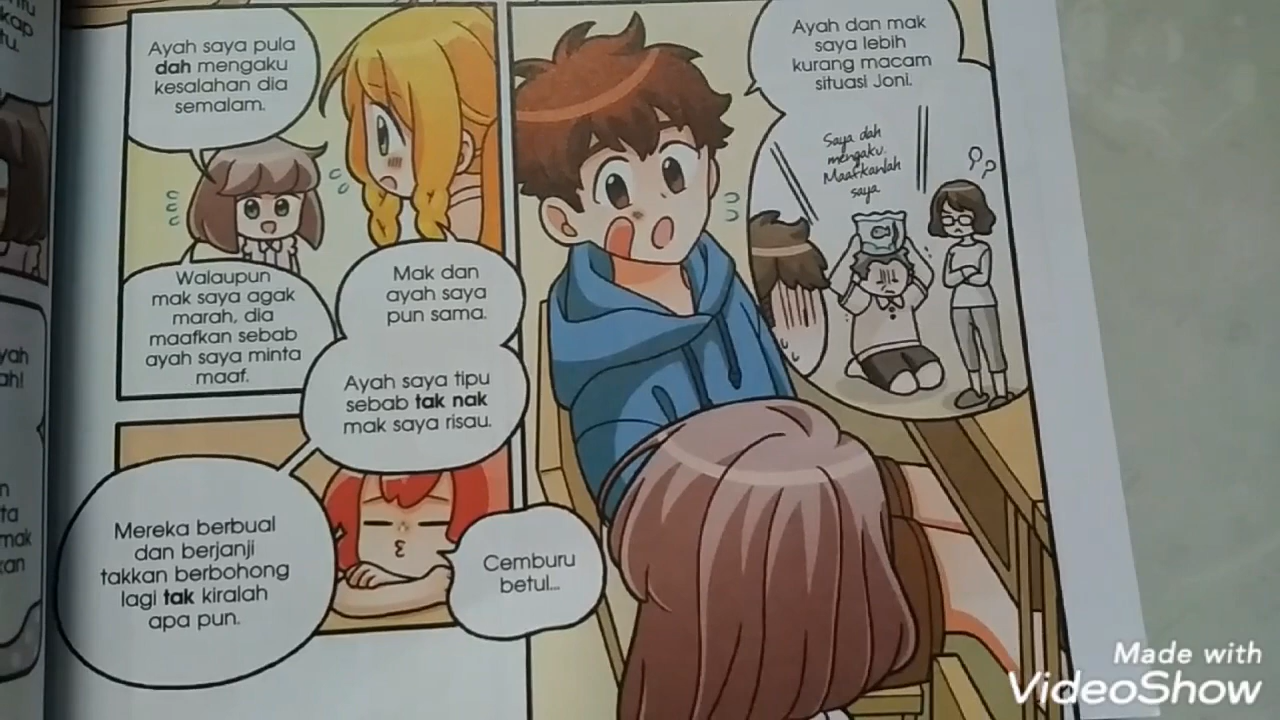 Ayah saya pula
dah mengaku
kesalahan dia
semalam.
Walaupun
mak saya agak
marah, dia
maafkan sebab
ayah saya minta
maaf.
Mak dan
ayah saya
pun sama.
Ayah saya tipu
sebab tak nak
mak saya risau.
Mereka berbual
dan berjanji
takkan berbohong
lagi tak kiralah
apa pun.
Cemburu
betul...
Ayah dan mak
saya lebih
kurang macam
situasi Joni.
Saya dah
mengaku.
Maafkanlah
saya
??
Made with
VideoShow